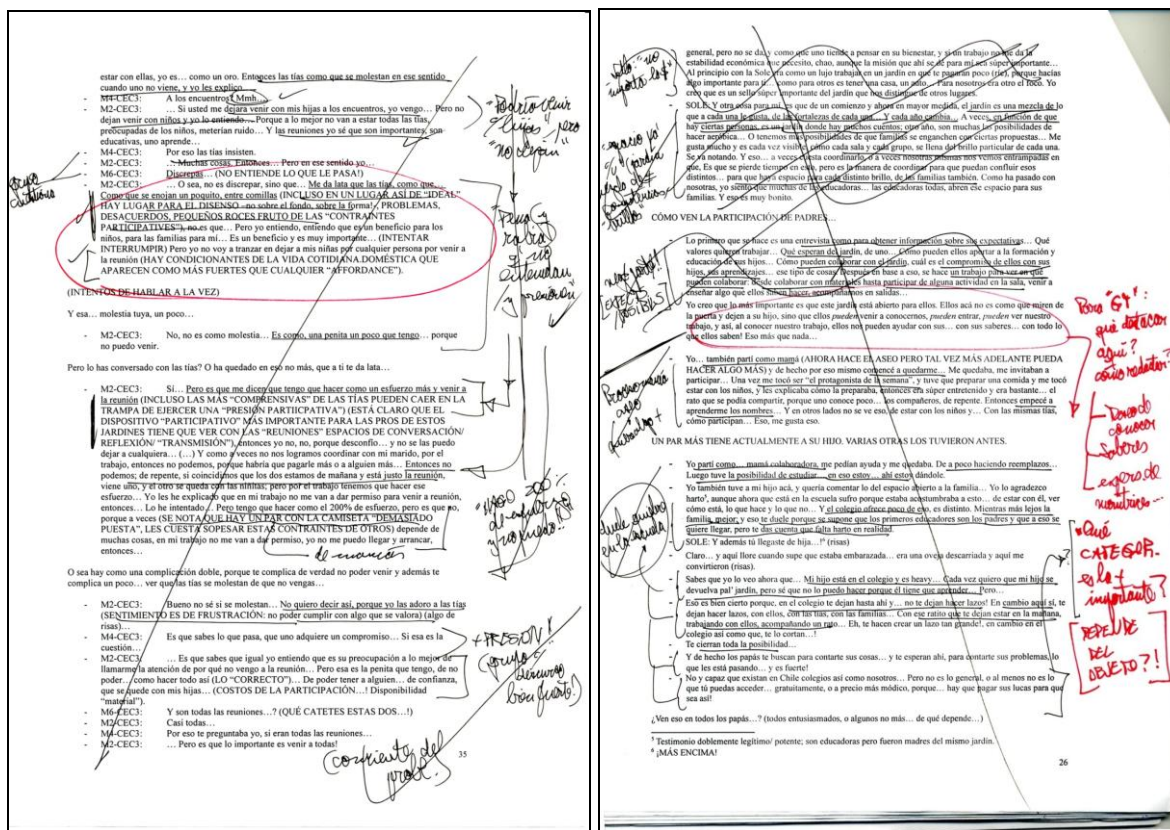 estar con ellas, yo es… como un oro. Entonces las tías como que se molestan en ese sentido
cuando uno no viene, y yo les explico…
- M4-CEC3: A los encuentros? Mmh…
- M2-CEC3: … Si usted me dejara venir con mis hijas a los encuentros, yo vengo… Pero no
dejan venir con niños y yo lo entiendo… Porque a lo mejor no van a estar todas las tías,
preocupadas de los niños, meterían ruido… Y las reuniones yo sé que son importantes, son
educativas, uno aprende…
- M4-CEC3: Por eso las tías insisten.
- M2-CEC3: … Muchas cosas. Entonces… Pero en ese sentido yo…
- M6-CEC3: Discrepas… (NO ENTIENDE LO QUE LE PASA!)
- M2-CEC3: … O sea, no es discrepar, sino que… Me da lata que las tías, como que…
Como que se enojan un poquito, entre comillas (INCLUSO EN UN LUGAR ASÍ DE "IDEAL"
HAY LUGAR PARA EL DISENSO –no sobre el fondo, sobre la forma!-, PROBLEMAS,
DESACUERDOS, PEQUEÑOS ROCES FRUTO DE LAS "CONTRAINTES
PARTICIPATIVES"), no es que… Pero yo entiendo, entiendo que es un beneficio para los
niños, para las familias para mí… Es un beneficio y es muy importante… (INTENTAR
INTERRUMPIR) Pero yo no voy a tranzar en dejar a mis niñas por cualquier persona por venir a
la reunión (HAY CONDICIONANTES DE LA VIDA COTIDIANA.DOMÉSTICA QUE
APARECEN COMO MÁS FUERTES QUE CUALQUIER "AFFORDANCE").
(INTENTOS DE HABLAR A LA VEZ)
Y esa… molestia tuya, un poco…
- M2-CEC3: No, no es como molestia… Es como, una penita un poco que tengo… porque
no puedo venir.
Pero lo has conversado con las tías? O ha quedado en eso no más, que a ti te da lata…
- M2-CEC3: Si… Pero es que me dicen que tengo que hacer como un esfuerzo más y venir a
la reunión (INCLUSO LAS MÁS "COMPRENSIVAS" DE LAS TÍAS PUEDEN CAER EN LA
TRAMPA DE EJERCER UNA "PRESIÓN PARTIICPATIVA") (ESTÁ CLARO QUE EL
DISPOSITIVO "PARTICIPATIVO" MÁS IMPORTANTE PARA LAS PROS DE ESTOS
JARDINES TIENE QUE VER CON LAS "REUNIONES" ESPACIOS DE CONVERSACIÓN/
REFLEXIÓN/ "TRANSMISIÓN"), entonces yo no, no, porque desconfío… y no se las puedo
dejar a cualquiera… (…) Y como a veces no nos logramos coordinar con mi marido, por el
trabajo, entonces no podemos, porque habría que pagarle más o a alguien más… Entonces no
podemos; de repente, si coincidimos que los dos estamos de mañana y está justo la reunión,
viene uno, y el otro se queda con las niñitas; pero por el trabajo tenemos que hacer ese
esfuerzo… Yo les he explicado que en mi trabajo no me van a dar permiso para venir a reunión,
entonces… Lo he intentado… Pero tengo que hacer como el 200% de esfuerzo, pero es que no,
porque a veces (SE NOTA QUE HAY UN PAR CON LA CAMISETA "DEMASIADO
PUESTA", LES CUESTA SOPESAR ESTAS CONTRAINTES DE OTROS) depende de
muchas cosas, en mi trabajo no me van a dar permiso, yo no me puedo llegar y arrancar,
entonces…
O sea hay como una complicación doble, porque te complica de verdad no poder venir y además te
complica un poco… ver que las tías se molestan de que no vengas…
- M2-CEC3: Bueno no sé si se molestan… No quiero decir así, porque yo las adoro a las tías
(SENTIMIENTO ES DE FRUSTRACIÓN: no poder cumplir con algo que se valora) (algo de
risas)…
- M4-CEC3: Es que sabes lo que pasa, que uno adquiere un compromiso… Si esa es la
cuestión…
- M2-CEC3: … Es que sabes que igual yo entiendo que es su preocupación a lo mejor de
llamarme la atención de por qué no vengo a la reunión… Pero esa es la penita que tengo, de no
poder… como hacer todo así (LO "CORRECTO")… De poder tener a alguien… de confianza,
que se quede con mis hijas… (COSTOS DE LA PARTICIPACIÓN…! Disponibilidad
"material").
- M6-CEC3: Y son todas las reuniones…? (QUÉ CATETES ESTAS DOS…!)
- M2-CEC3: Casi todas…
- M4-CEC3: Por eso te preguntaba yo, si eran todas las reuniones…
- M2-CEC3: … Pero es que lo importante es venir a todas!
35
"Podría venir
c/ hijas", pero
"no dejan"
+ PRESIÓN!
general, pero no se da, y como que uno tiende a pensar en su bienestar, y si un trabajo no me da la
estabilidad económica que necesito, chao, aunque la misión que ahí se de para mí sea súper importante…
Al principio con la Sole era como un lujo trabajar en un jardín en que te pagaran poco (ríe), porque hacías
algo importante para ti… como para otros es tener una casa, un auto… Para nosotros era otro el foco. Yo
creo que es un sello súper importante del jardín que nos distingue de otros lugares.
- SOLE: Y otra cosa para mí, es que de un comienzo y ahora en mayor medida, el jardín es una mezcla de lo
que a cada una le gusta, de las fortalezas de cada una… Y cada año cambia… A veces, en función de que
hay ciertas personas, es un jardín donde hay muchos cuentos; otro año, son muchas las posibilidades de
hacer aeróbica… O tenemos más posibilidades de que familias se enganchen con ciertas propuestas… Me
gusta mucho y es cada vez visible, cómo cada sala y cada grupo, se llena del brillo particular de cada una.
Se va notando. Y eso… a veces cuesta coordinarlo, o a veces nosotras mismas nos vemos entrampadas en
que, Es que se pierde tiempo en esto, pero es la manera de coordinar para que puedan confluir esos
distintos… para que haya espacio para cada distinto brillo, de las familias también. Como ha pasado con
nosotras, yo siento que muchas de las educadoras… las educadoras todas, abren ese espacio para sus
familias. Y eso es muy bonito.
CÓMO VEN LA PARTICIPACIÓN DE PADRES…
- Lo primero que se hace es una entrevista como para obtener información sobre sus expectativas… Qué
valores quieren trabajar… Qué esperan del jardín, de uno… Cómo pueden ellos aportar a la formación y
educación de sus hijos… Cómo pueden colaborar con el jardín, cuál es el compromiso de ellos con sus
hijos, sus aprendizajes… ese tipo de cosas. Después en base a eso, se hace un trabajo para ver en qué
pueden colaborar: desde colaborar con materiales hasta participar de alguna actividad en la sala, venir a
enseñar algo que ellos saben hacer, acompañarnos en salidas…
- Yo creo que lo más importante es que este jardín está abierto para ellos. Ellos acá no es como que miren de
la puerta y dejen a su hijo, sino que ellos pueden venir a conocernos, pueden entrar, pueden ver nuestro
trabajo, y así, al conocer nuestro trabajo, ellos nos pueden ayudar con sus… con sus saberes… con todo lo
que ellos saben! Eso más que nada…
- Yo… también partí como mamá (AHORA HACE EL ASEO PERO TAL VEZ MÁS ADELANTE PUEDA
HACER ALGO MÁS) y de hecho por eso mismo comencé a quedarme… Me quedaba, me invitaban a
participar… Una vez me tocó ser "el protagonista de la semana", y tuve que preparar una comida y me tocó
estar con los niños, y les explicaba cómo la preparaba, entonces era súper entretenido y era bastante… el
rato que se podía compartir, porque uno conoce poco… los compañeros, de repente. Entonces empecé a
aprenderme los nombres… Y en otros lados no se ve eso, de estar con los niños y… Con las mismas tías,
cómo participan… Eso, me gusta eso.
UN PAR MÁS TIENE ACTUALMENTE A SU HIJO. VARIAS OTRAS LOS TUVIERON ANTES.
- Yo partí como… mamá colaboradora, me pedían ayuda y me quedaba. De a poco haciendo reemplazos…
Luego tuve la posibilidad de estudiar… en eso estoy… ahí estoy dándole.
- Yo también tuve a mi hijo acá, y quería comentar lo del espacio abierto a la familia… Yo lo agradezco
harto⁵, aunque ahora que está en la escuela sufro porque estaba acostumbrada a esto… de estar con él, ver
cómo está, lo que hace y lo que no… Y el colegio ofrece poco de eso, es distinto. Mientras más lejos la
familia, mejor; y eso te duele porque se supone que los primeros educadores son los padres y que a eso se
quiere llegar, pero te das cuenta que falta harto en realidad.
- SOLE: Y además tú llegaste de hija…!⁶ (risas)
- Claro… y aquí llore cuando supe que estaba embarazada… era una oveja descarriada y aquí me
convirtieron (risas).
- Sabes que yo lo veo ahora que… Mi hijo está en el colegio y es heavy… Cada vez quiero que mi hijo se
devuelva pal' jardín, pero sé que no lo puedo hacer porque él tiene que aprender… Pero…
- Eso es bien cierto porque, en el colegio te dejan hasta ahí y… no te dejan hacer lazos! En cambio aquí sí, te
dejan hacer lazos, con ellos, con las tías, con las familias… Con ese ratito que te dejan estar en la mañana,
trabajando con ellos, acompañando un rato… Eh, te hacen crear un lazo tan grande!, en cambio en el
colegio así como que, te lo cortan…!
- Te cierran toda la posibilidad…
- Y de hecho los papás te buscan para contarte sus cosas… y te esperan ahí, para contarte sus problemas, lo
que les está pasando… y es fuerte!
- No y capaz que existan en Chile colegios así como nosotros… Pero no es lo general, o al menos no es lo
que tú puedas acceder… gratuitamente, o a precio más módico, porque… hay que pagar sus lucas para que
sea así!
¿Ven eso en todos los papás…? (todos entusiasmados, o algunos no más… de qué depende…)
⁵ Testimonio doblemente legítimo/ potente; son educadoras pero fueron madres del mismo jardín.
⁶ ¡MÁS ENCIMA!
26
qué destacar
aquí?
como redactor?
- Deseo de
conocer
saberes
* Qué
CATEGOR.
es la +
importante?
DEPENDE
DEL
OBJETO?!